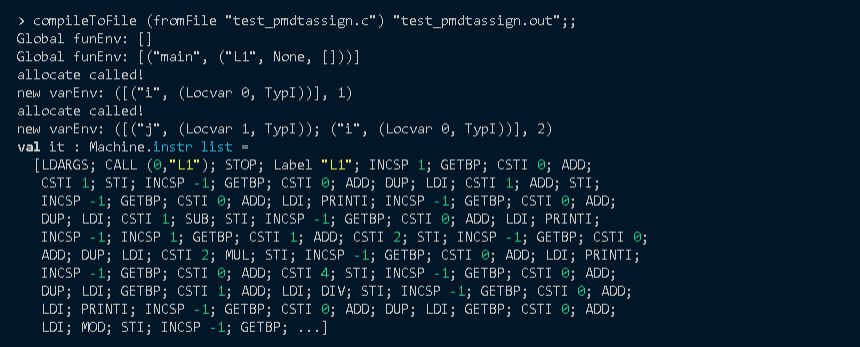 > compileToFile (fromFile "test_pmdtassign.c") "test_pmdtassign.out";;
Global funEnv: []
Global funEnv: [("main", ("L1", None, []))]
allocate called!
new varEnv: ([("i", (Locvar 0, TypI))], 1)
allocate called!
new varEnv: ([("j", (Locvar 1, TypI)); ("i", (Locvar 0, TypI))], 2)
val it : Machine.instr list =
[LDARGS; CALL (0,"L1"); STOP; Label "L1"; INCSP 1; GETBP; CSTI 0; ADD;
CSTI 1; STI; INCSP -1; GETBP; CSTI 0; ADD; DUP; LDI; CSTI 1; ADD; STI;
INCSP -1; GETBP; CSTI 0; ADD; LDI; PRINTI; INCSP -1; GETBP; CSTI 0; ADD;
DUP; LDI; CSTI 1; SUB; STI; INCSP -1; GETBP; CSTI 0; ADD; LDI; PRINTI;
INCSP -1; INCSP 1; GETBP; CSTI 1; ADD; CSTI 2; STI; INCSP -1; GETBP; CSTI 0;
ADD; DUP; LDI; CSTI 2; MUL; STI; INCSP -1; GETBP; CSTI 0; ADD; LDI; PRINTI;
INCSP -1; GETBP; CSTI 0; ADD; CSTI 4; STI; INCSP -1; GETBP; CSTI 0; ADD;
DUP; LDI; GETBP; CSTI 1; ADD; LDI; DIV; STI; INCSP -1; GETBP; CSTI 0; ADD;
LDI; PRINTI; INCSP -1; GETBP; CSTI 0; ADD; DUP; LDI; GETBP; CSTI 0; ADD;
LDI; MOD; STI; INCSP -1; GETBP; ...]